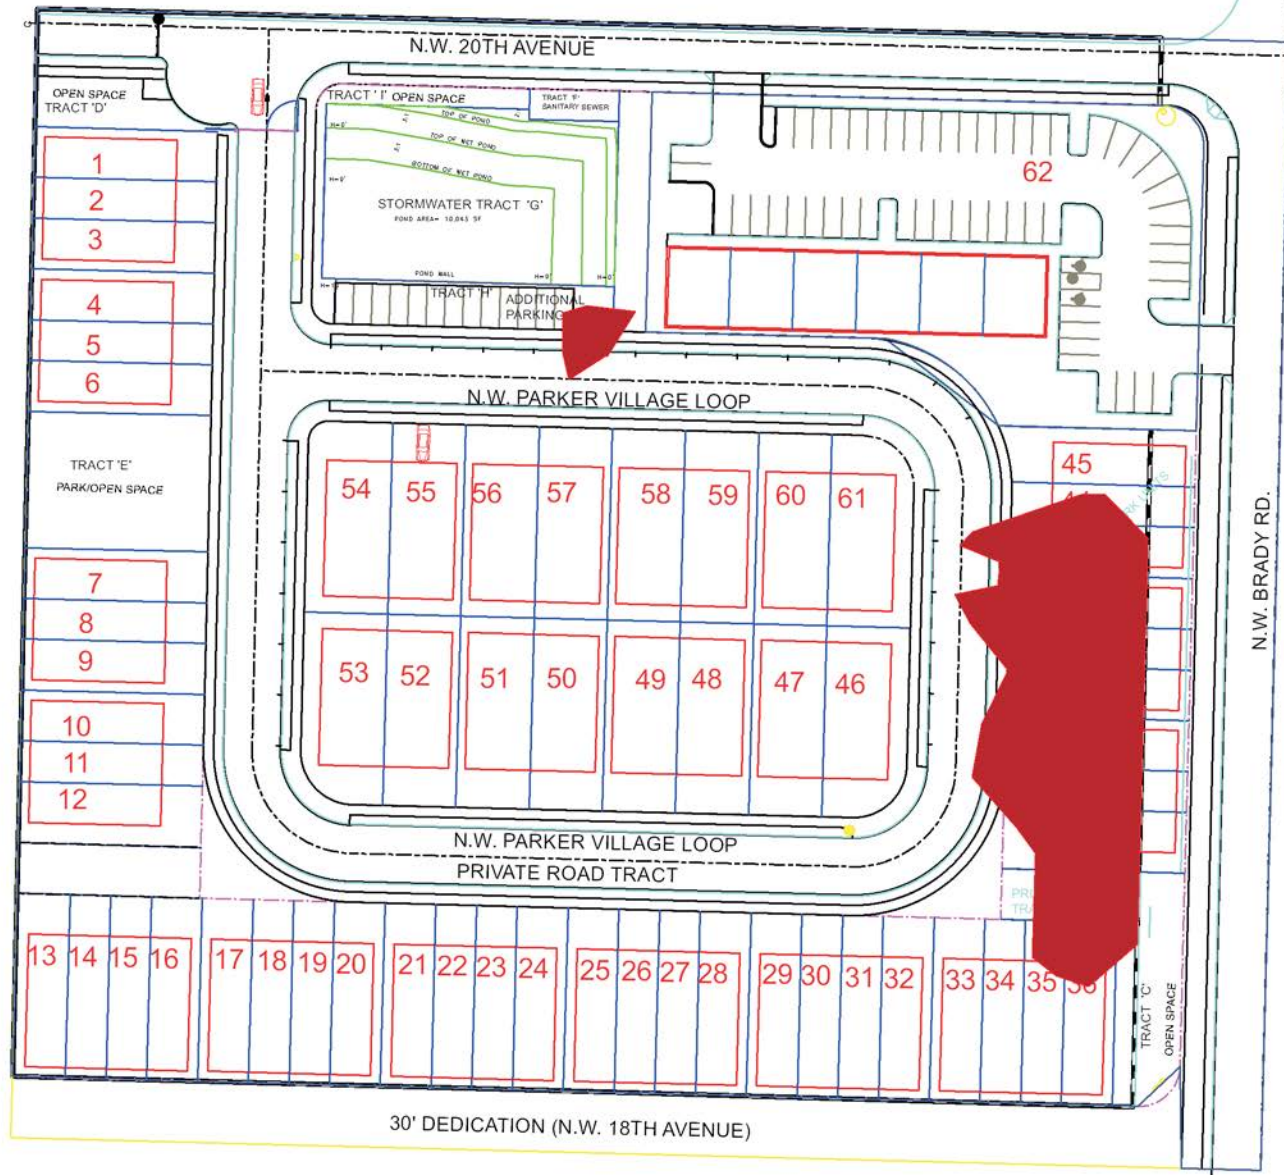 N.W. 20TH AVENUE
OPEN SPACE
TRACT 'D'
TRACT ' I ' OPEN SPACE
TRACT 'F'
SANITARY SEWER
TOP OF POND
TOP OF WET POND
BOTTOM OF WET POND
STORMWATER TRACT 'G'
POND AREA= 10,043 SF
POND WALL
TRACT 'H'
ADDITIONAL
PARKING
62
1
2
3
4
5
6
TRACT 'E'
PARK/OPEN SPACE
7
8
9
10
11
12
N.W. PARKER VILLAGE LOOP
54 55 56 57 58 59 60 61
53 52 51 50 49 48 47 46
45
N.W. BRADY RD.
N.W. PARKER VILLAGE LOOP
PRIVATE ROAD TRACT
13 14 15 16 17 18 19 20 21 22 23 24 25 26 27 28 29 30 31 32 33 34 35
TRACT 'C'
OPEN SPACE
30' DEDICATION (N.W. 18TH AVENUE)